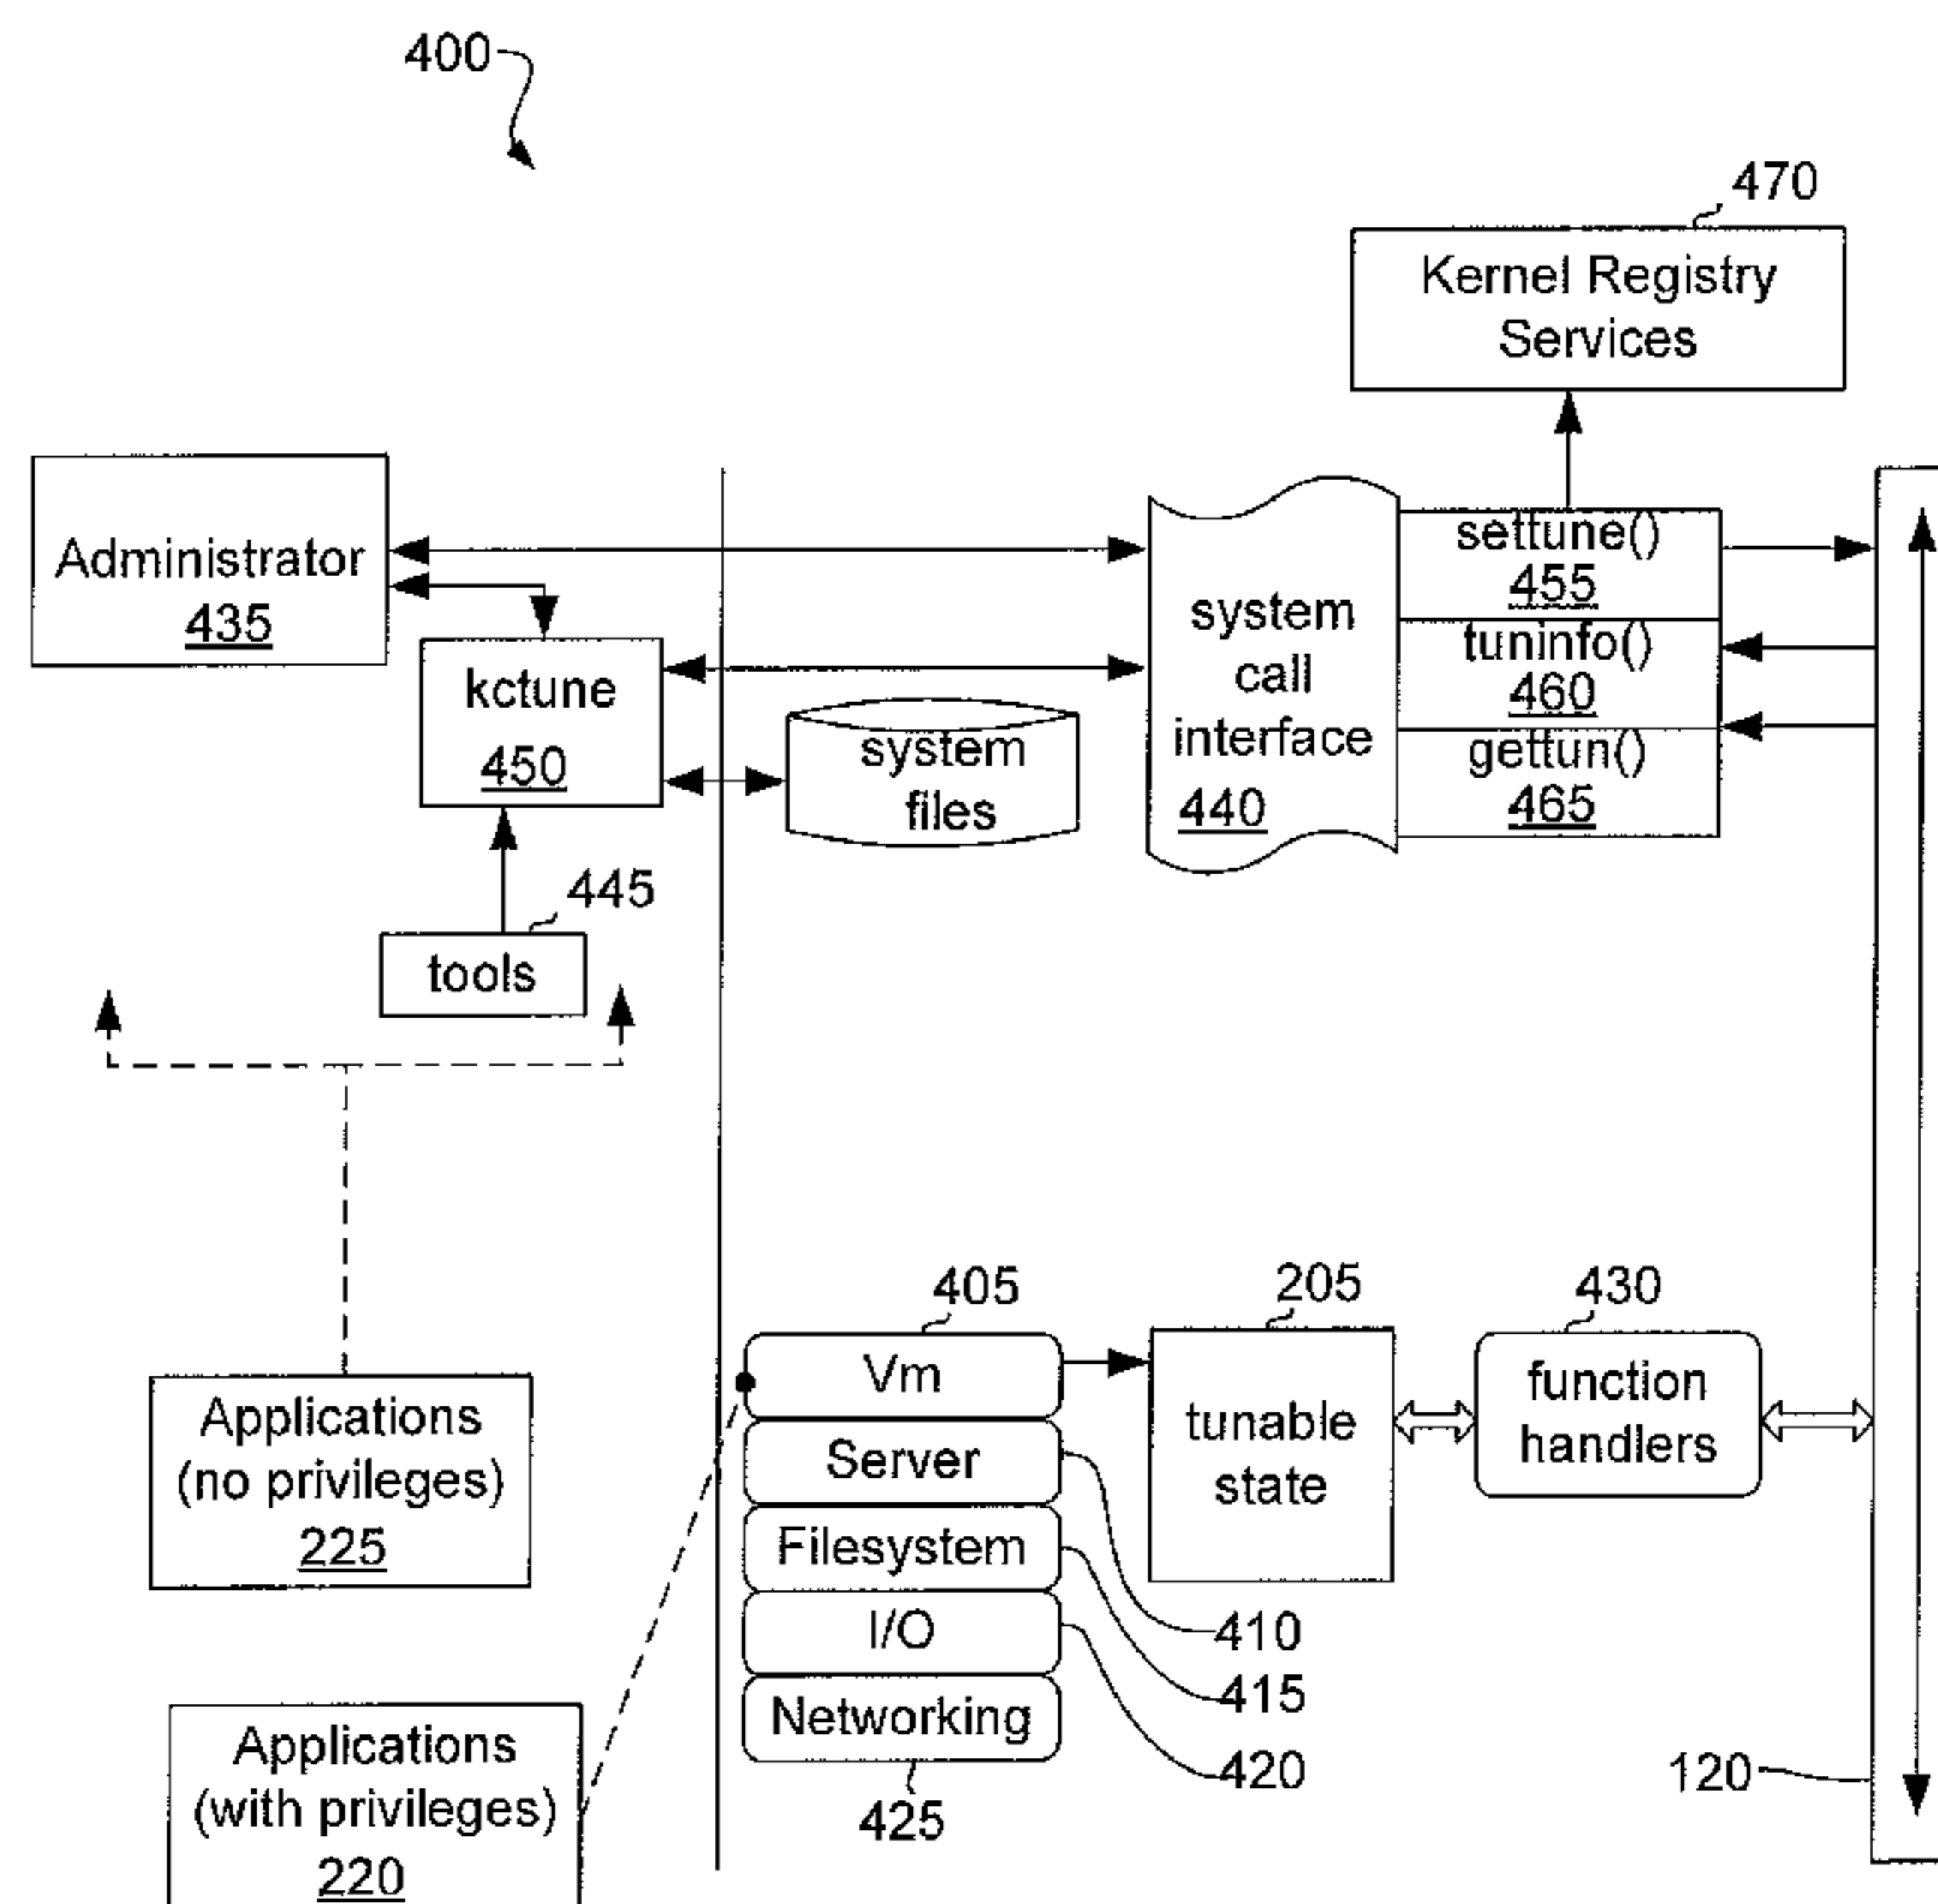 400
470
Kernel Registry
Services
Administrator
435
kctune
450
system
files
system
call
interface
440
settune()
455
tuninfo()
460
gettun()
465
445
tools
405
205
430
Vm
Server
Filesystem
I/O
Networking
tunable
state
function
handlers
Applications
(no privileges)
225
410
415
420
425
120
Applications
(with privileges)
220